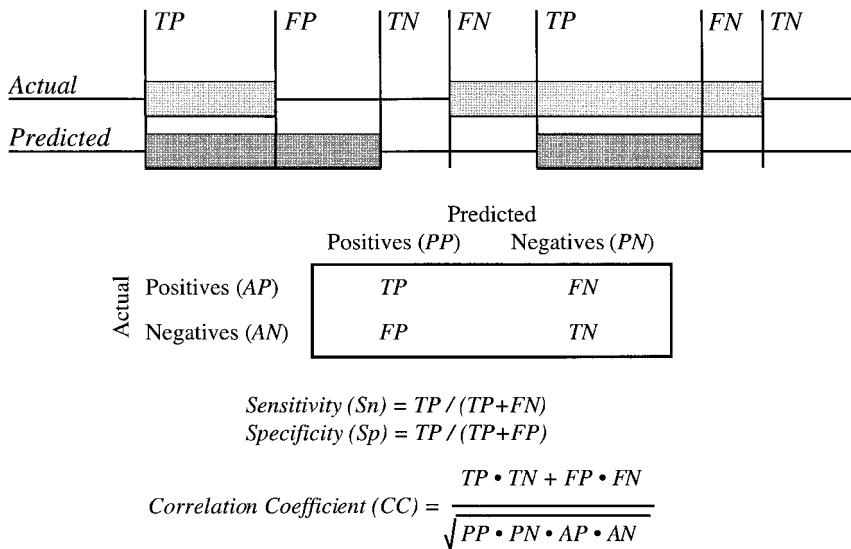 TP FP TN FN TP FN TN
Actual
Predicted
Predicted
Positives (PP) Negatives (PN)
Actual
Positives (AP) TP FN
Negatives (AN) FP TN
Sensitivity (Sn) = TP / (TP+FN)
Specificity (Sp) = TP / (TP+FP)
Correlation Coefficient (CC) = TP • TN + FP • FN
√PP • PN • AP • AN